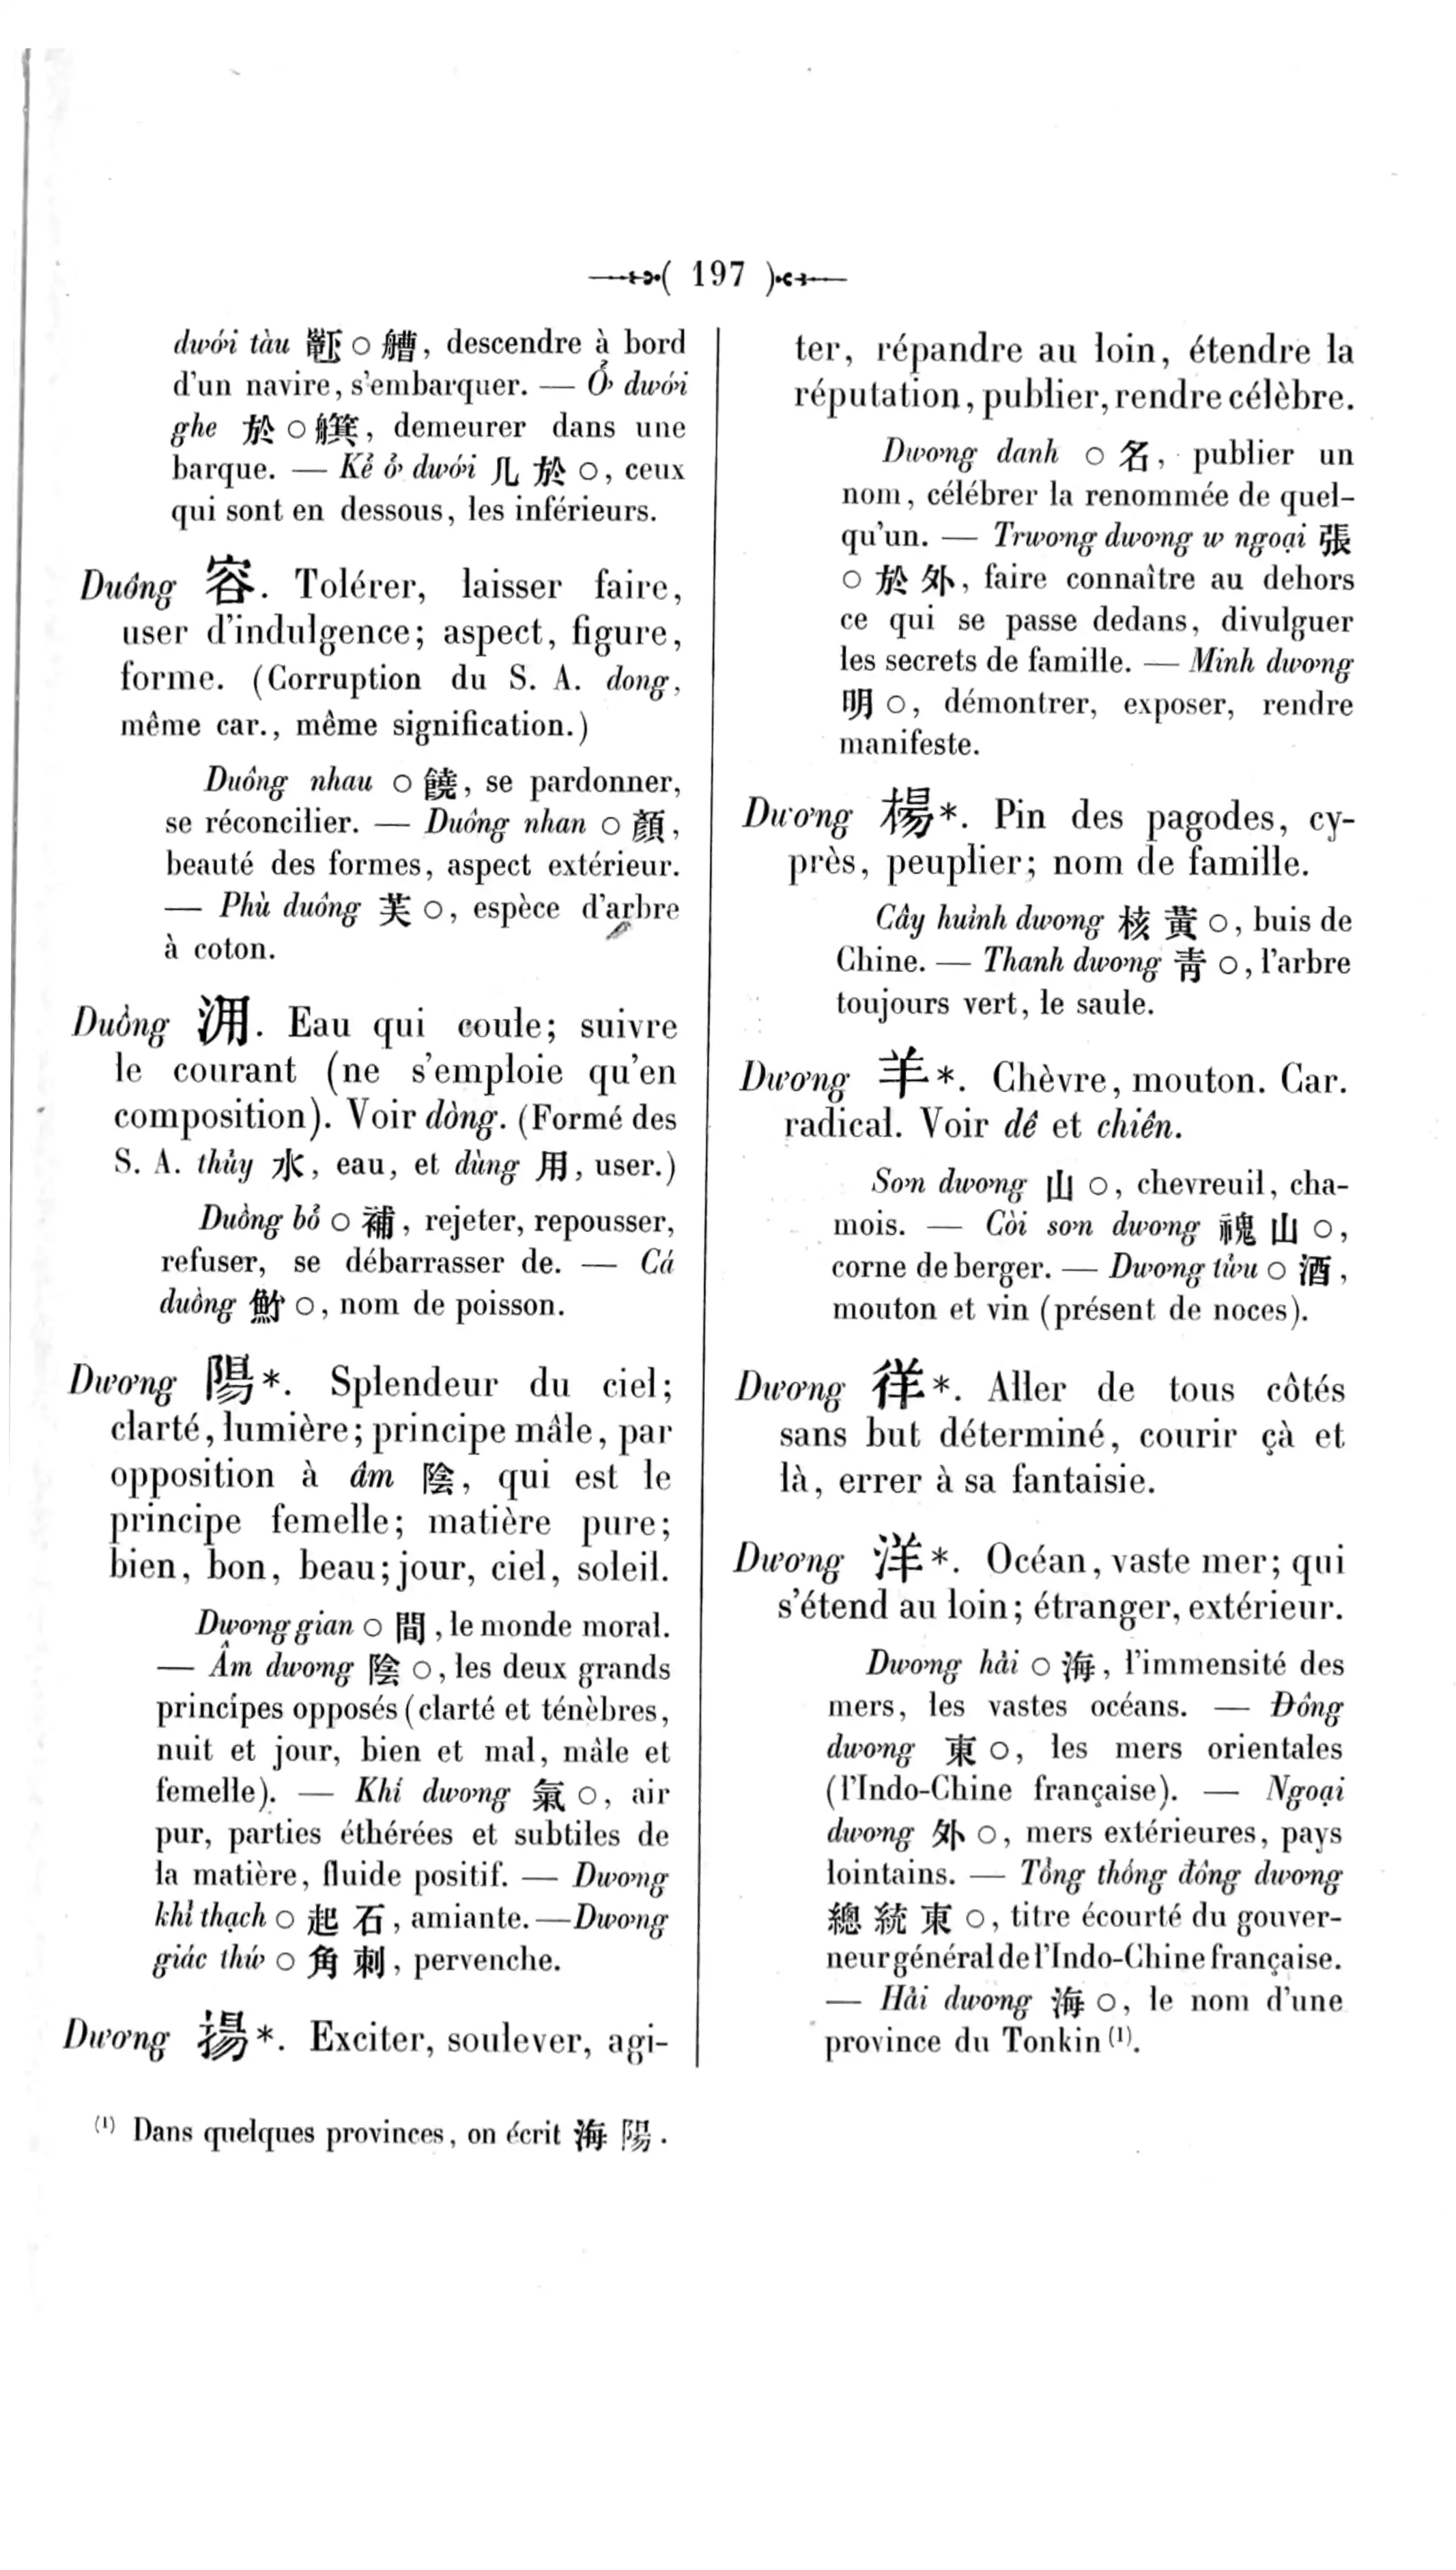 ( 197 )
dưới tàu ○ 艚, descendre à bord
d'un navire, s'embarquer. — Ở dưới
ghe 於 ○, demeurer dans une
barque. — Kẻ ở dưới 几 於 ○, ceux
qui sont en dessous, les inférieurs.
Duông 容. Tolérer, laisser faire,
user d'indulgence; aspect, figure,
forme. (Corruption du S. A. dong,
même car., même signification.)
Duông nhau ○ 饒, se pardonner,
se réconcilier. — Duông nhan ○ 顏,
beauté des formes, aspect extérieur.
— Phù duông 芙 ○, espèce d'arbre
à coton.
Duồng 浦. Eau qui coule; suivre
le courant (ne s'emploie qu'en
composition). Voir dòng. (Formé des
S. A. thủy 水, eau, et dùng 用, user.)
Duồng bỏ ○ 補, rejeter, repousser,
refuser, se débarrasser de. — Cá
duồng ○, nom de poisson.
Dương 陽*. Splendeur du ciel;
clarté, lumière; principe mâle, par
opposition à âm 陰, qui est le
principe femelle; matière pure;
bien, bon, beau; jour, ciel, soleil.
Dương gian ○ 間, le monde moral.
— Âm dương 陰 ○, les deux grands
principes opposés (clarté et ténèbres,
nuit et jour, bien et mal, mâle et
femelle). — Khí dương 氣 ○, air
pur, parties éthérées et subtiles de
la matière, fluide positif. — Dương
khỉ thạch ○ 起 石, amiante. — Dương
giác thứ ○ 角 刺, pervenche.
Dương 揚*. Exciter, soulever, agi-
ter, répandre au loin, étendre la
réputation, publier, rendre célèbre.
Dương danh ○ 名, publier un
nom, célébrer la renommée de quel-
qu'un. — Trương dương ư ngoại 張
○ 於 外, faire connaître au dehors
ce qui se passe dedans, divulguer
les secrets de famille. — Minh dương
明 ○, démontrer, exposer, rendre
manifeste.
Dương 楊*. Pin des pagodes, cy-
près, peuplier; nom de famille.
Cây huỉnh dương 核 黃 ○, buis de
Chine. — Thanh dương 青 ○, l'arbre
toujours vert, le saule.
Dương 羊*. Chèvre, mouton. Car.
radical. Voir dê et chiên.
Sơn dương 山 ○, chevreuil, cha-
mois. — Còi sơn dương 山 ○,
corne de berger. — Dương tửu ○ 酒,
mouton et vin (présent de noces).
Dương 徉*. Aller de tous côtés
sans but déterminé, courir çà et
là, errer à sa fantaisie.
Dương 洋*. Océan, vaste mer; qui
s'étend au loin; étranger, extérieur.
Dương hải ○ 海, l'immensité des
mers, les vastes océans. — Đông
dương 東 ○, les mers orientales
(l'Indo-Chine française). — Ngoại
dương 外 ○, mers extérieures, pays
lointains. — Tổng thống đông dương
總 統 東 ○, titre écourté du gouver-
neur général de l'Indo-Chine française.
— Hải dương 海 ○, le nom d'une
province du Tonkin (1).
(1) Dans quelques provinces, on écrit 海 陽.